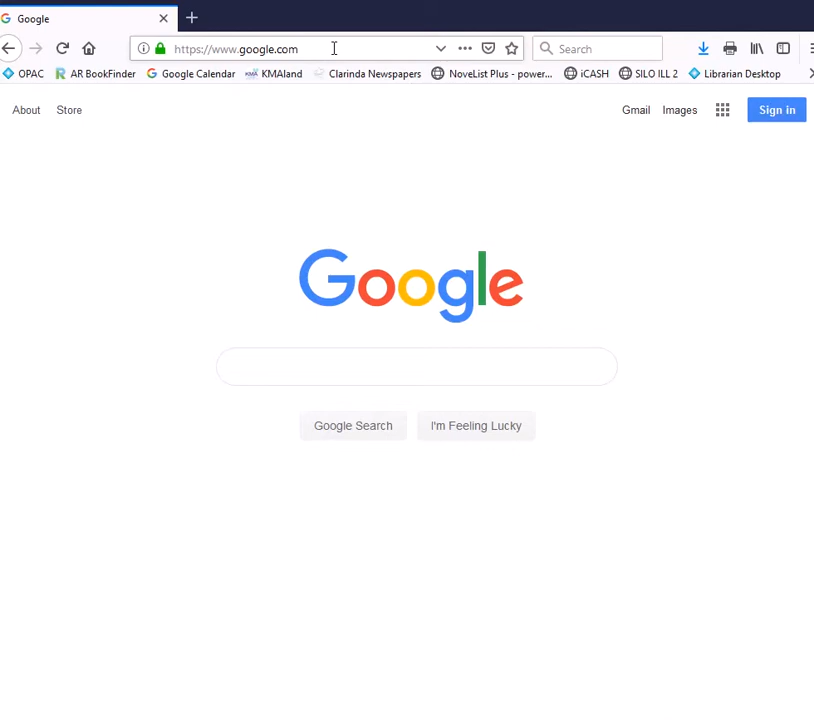 Google
https://www.google.com
Search
OPAC AR BookFinder Google Calendar KMAland Clarinda Newspapers NoveList Plus - power... iCASH SILO ILL 2 Librarian Desktop
About Store Gmail Images Sign in
Google
Google Search I'm Feeling Lucky